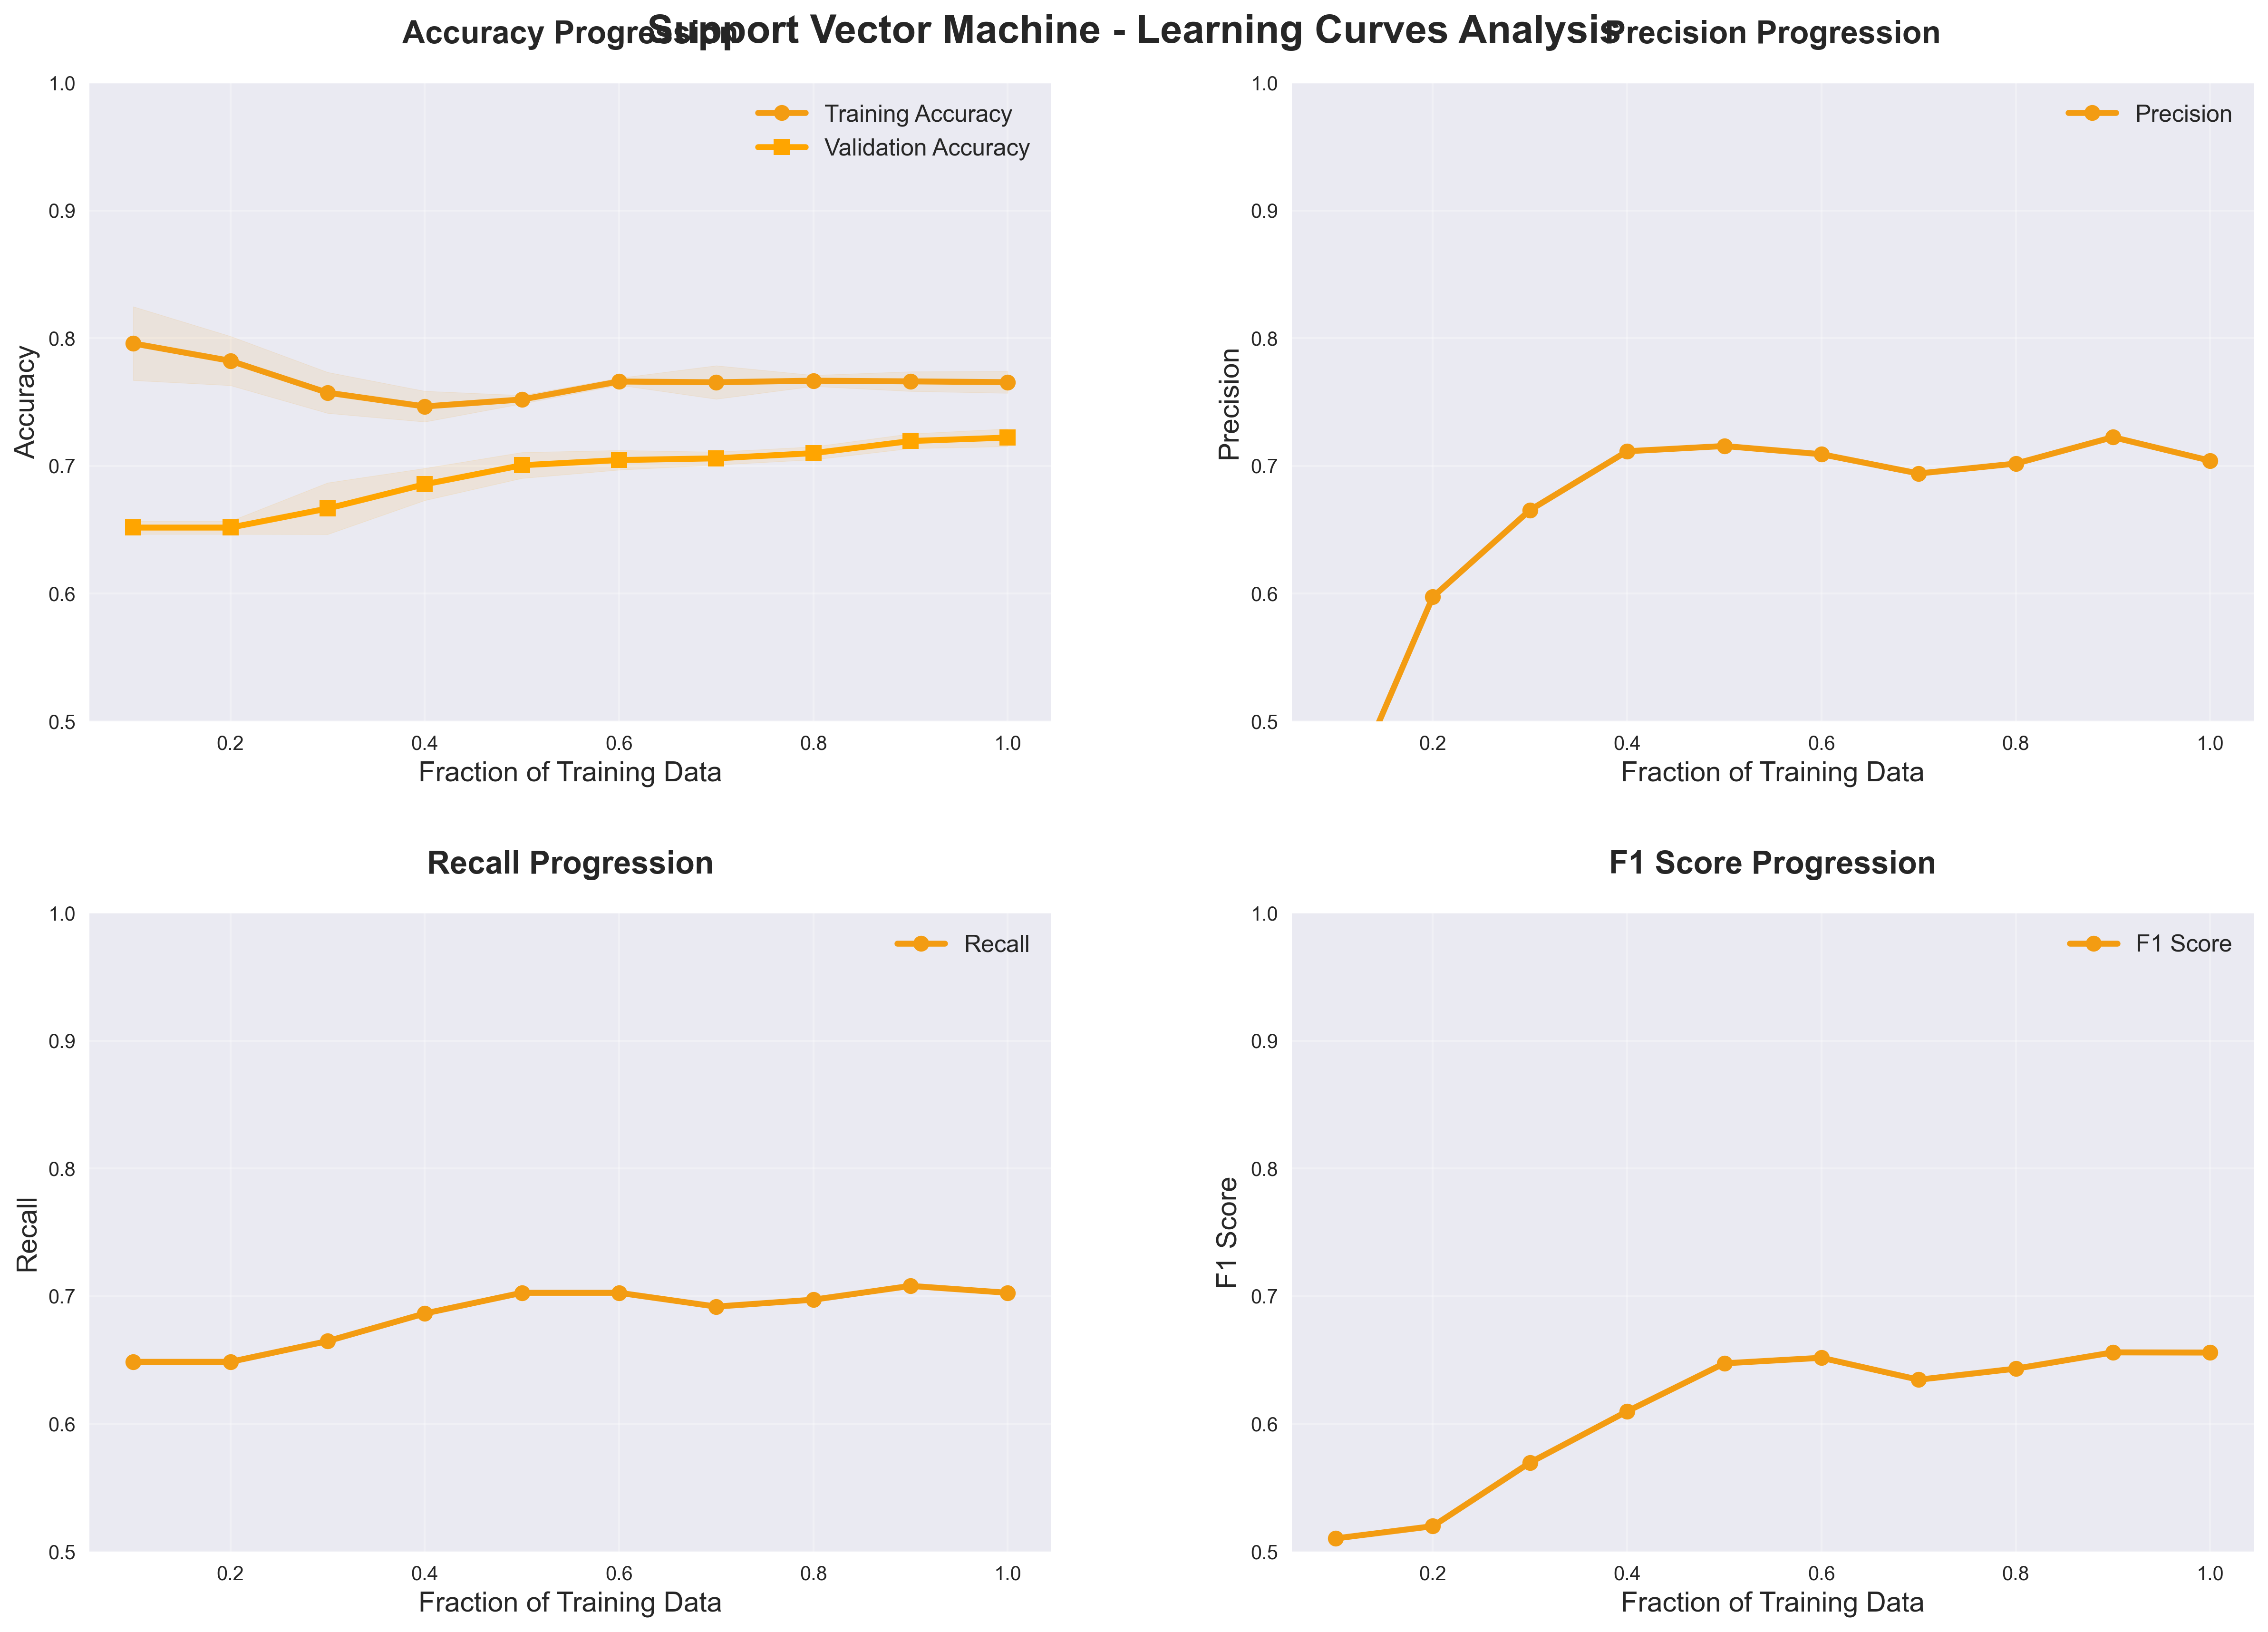 Support Vector Machine - Learning Curves Analysis
Accuracy Progression
1.0
0.9
0.8
0.7
0.6
0.5
Accuracy
Training Accuracy
Validation Accuracy
0.2 0.4 0.6 0.8 1.0
Fraction of Training Data
Precision Progression
1.0
0.9
0.8
0.7
0.6
0.5
Precision
Precision
0.2 0.4 0.6 0.8 1.0
Fraction of Training Data
Recall Progression
1.0
0.9
0.8
0.7
0.6
0.5
Recall
Recall
0.2 0.4 0.6 0.8 1.0
Fraction of Training Data
F1 Score Progression
1.0
0.9
0.8
0.7
0.6
0.5
F1 Score
F1 Score
0.2 0.4 0.6 0.8 1.0
Fraction of Training Data